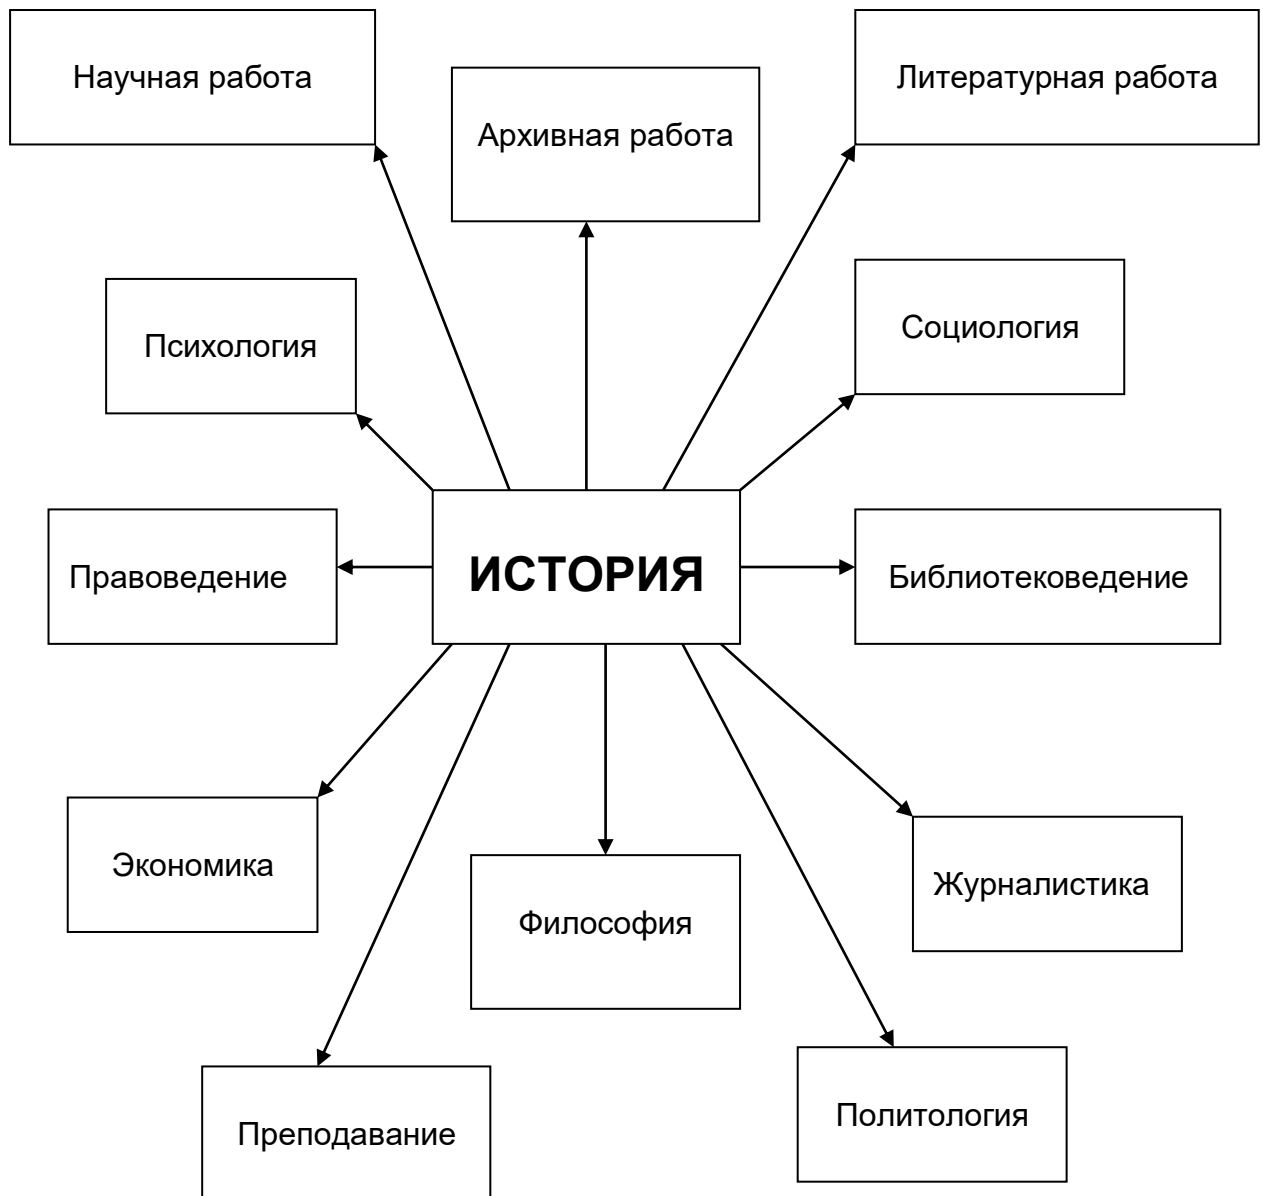 Научная работа
Архивная работа
Литературная работа
Психология
Социология
Правоведение
ИСТОРИЯ
Библиотековедение
Экономика
Философия
Журналистика
Преподавание
Политология